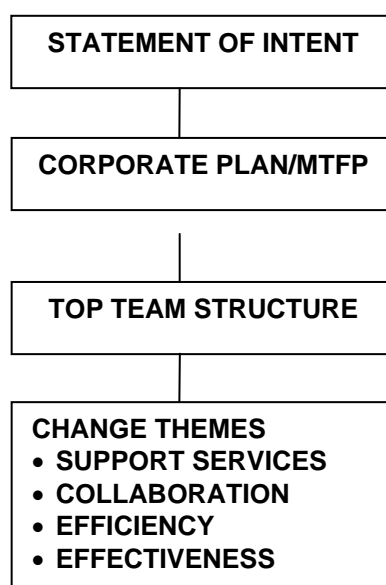 STATEMENT OF INTENT
CORPORATE PLAN/MTFP
TOP TEAM STRUCTURE
CHANGE THEMES
• SUPPORT SERVICES
• COLLABORATION
• EFFICIENCY
• EFFECTIVENESS